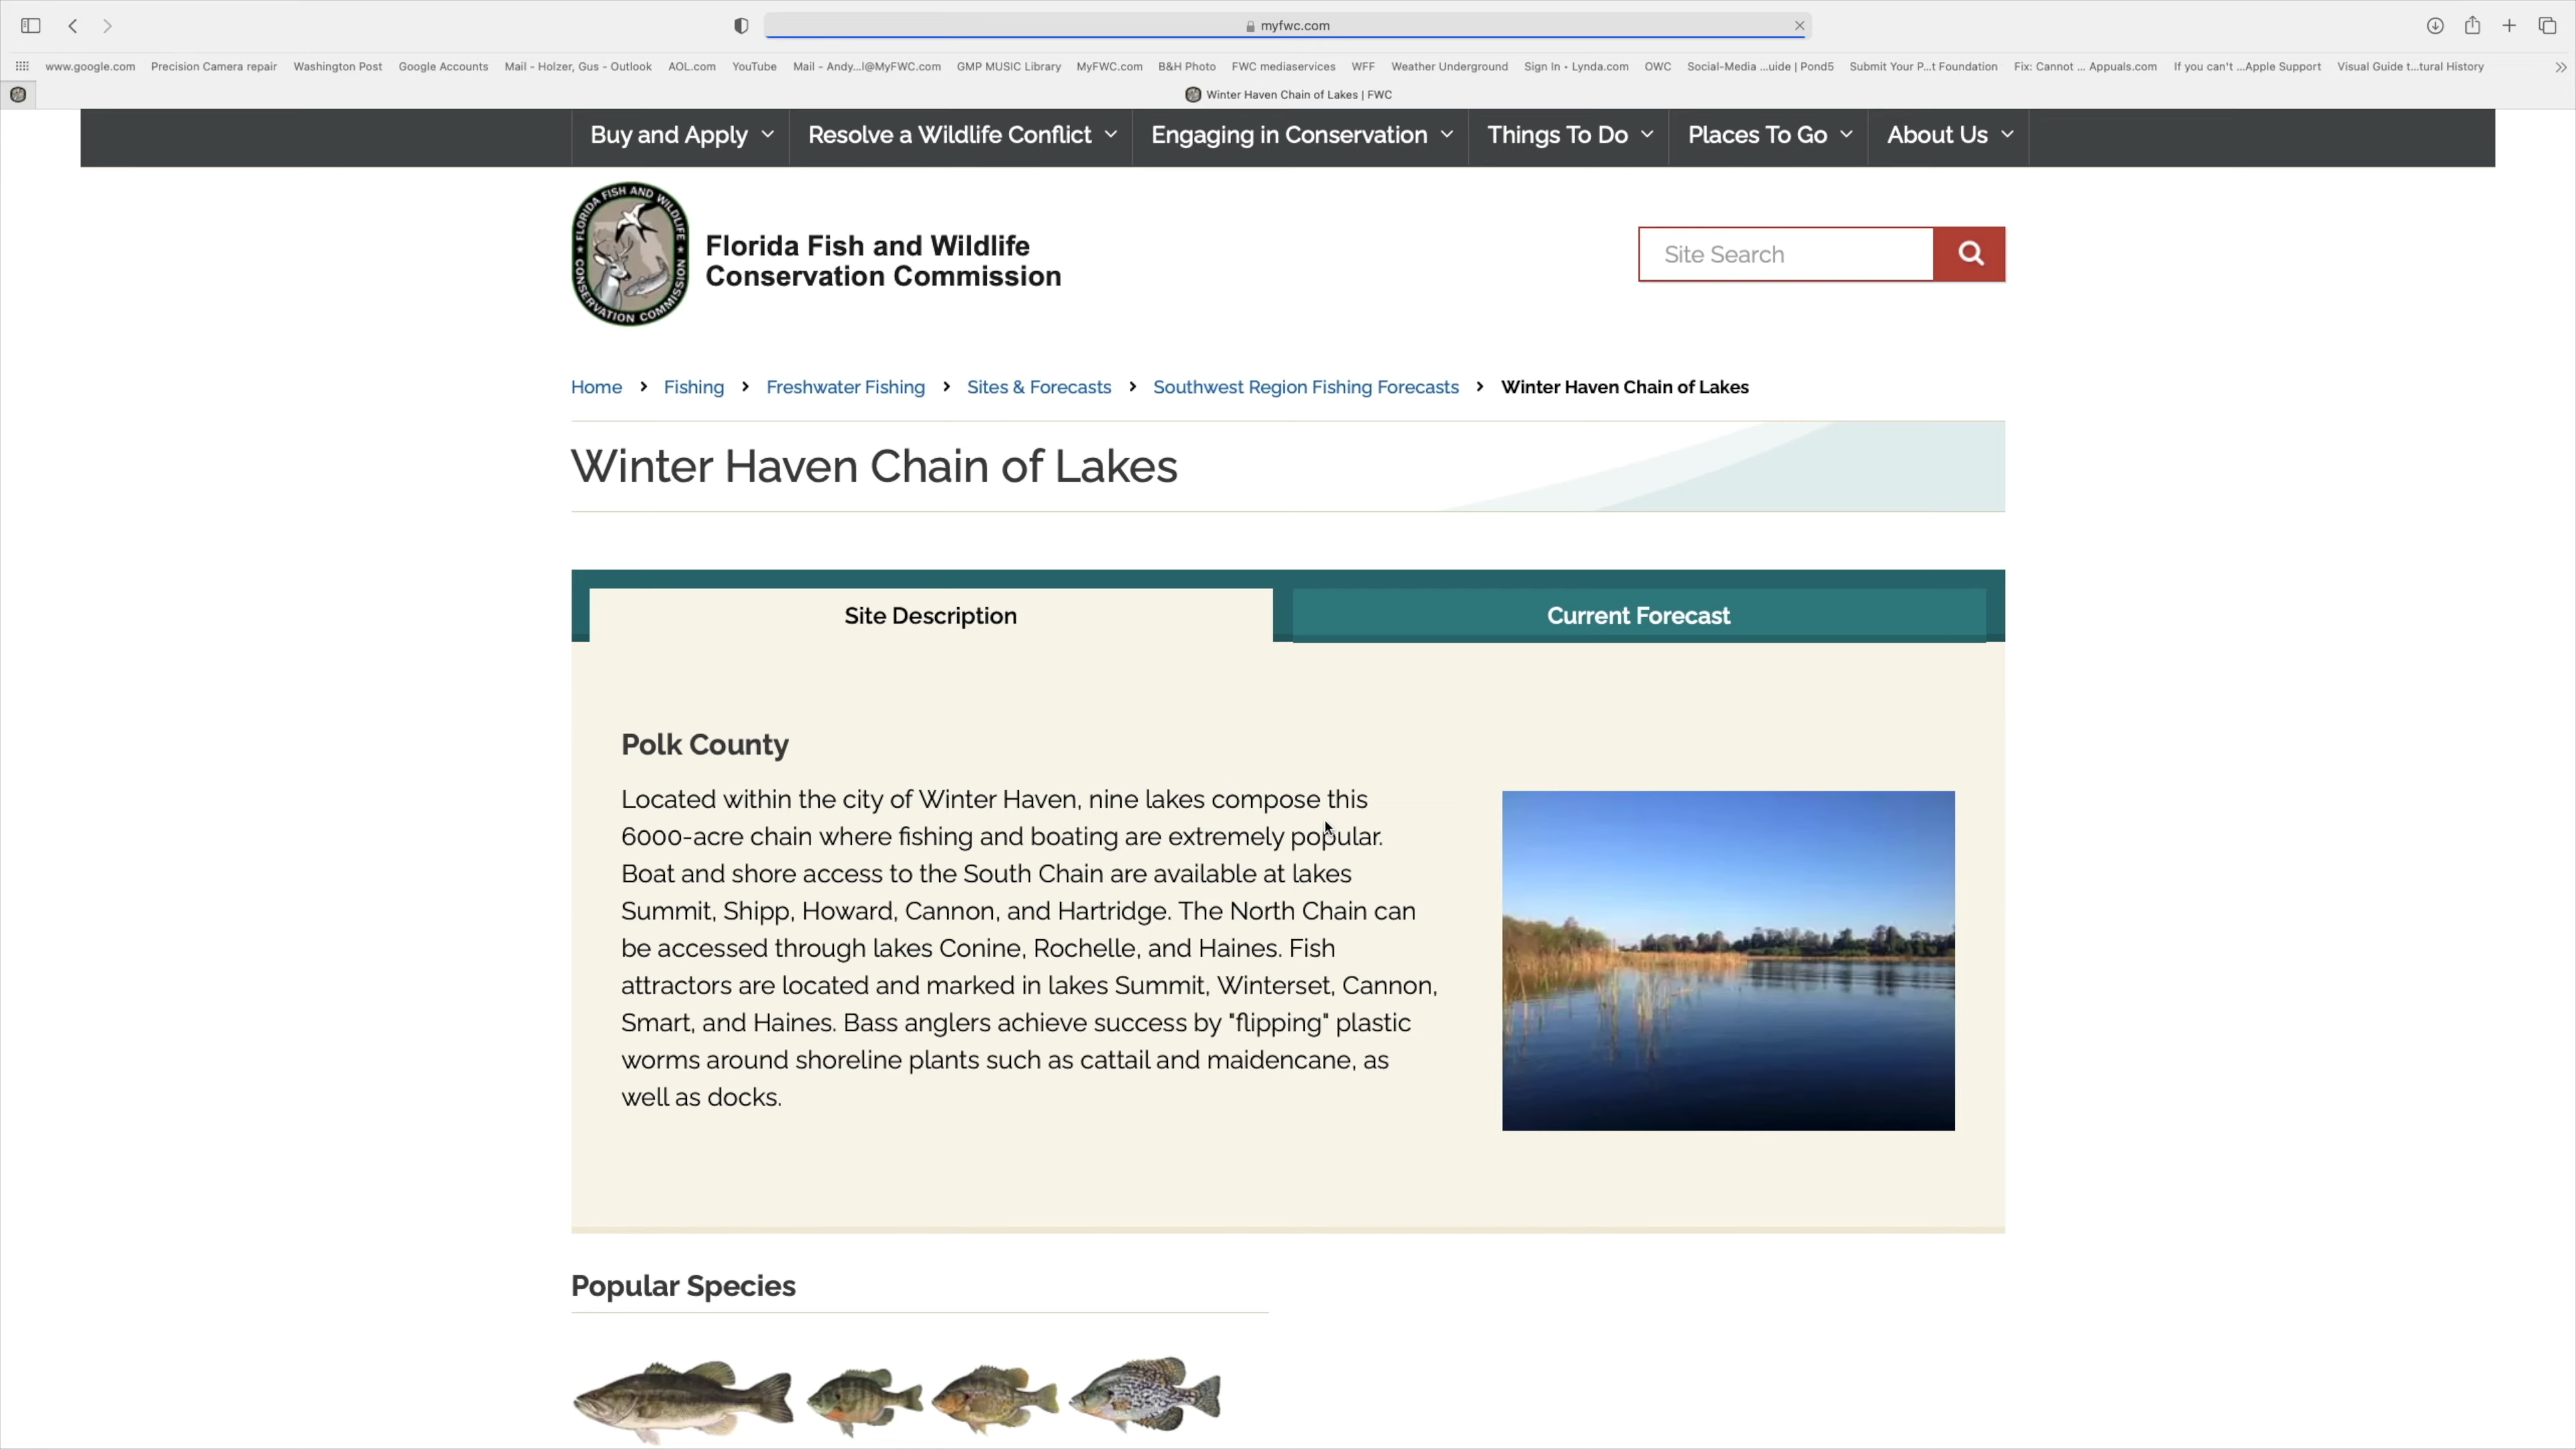 myfwc.com
www.google.com Precision Camera repair Washington Post Google Accounts Mail - Holzer, Gus - Outlook AOL.com YouTube Mail - Andy...l@MyFWC.com GMP MUSIC Library MyFWC.com B&H Photo FWC mediaservices WFF Weather Underground Sign In • Lynda.com OWC Social-Media ...uide | Pond5 Submit Your P...t Foundation Fix: Cannot ... Appuals.com If you can't ...Apple Support Visual Guide t...tural History
Winter Haven Chain of Lakes | FWC
Buy and Apply Resolve a Wildlife Conflict Engaging in Conservation Things To Do Places To Go About Us
FLORIDA FISH AND WILDLIFE CONSERVATION COMMISSION
Florida Fish and Wildlife
Conservation Commission
Site Search
Home > Fishing > Freshwater Fishing > Sites & Forecasts > Southwest Region Fishing Forecasts > Winter Haven Chain of Lakes
Winter Haven Chain of Lakes
Site Description Current Forecast
Polk County
Located within the city of Winter Haven, nine lakes compose this
6000-acre chain where fishing and boating are extremely popular.
Boat and shore access to the South Chain are available at lakes
Summit, Shipp, Howard, Cannon, and Hartridge. The North Chain can
be accessed through lakes Conine, Rochelle, and Haines. Fish
attractors are located and marked in lakes Summit, Winterset, Cannon,
Smart, and Haines. Bass anglers achieve success by "flipping" plastic
worms around shoreline plants such as cattail and maidencane, as
well as docks.
Popular Species